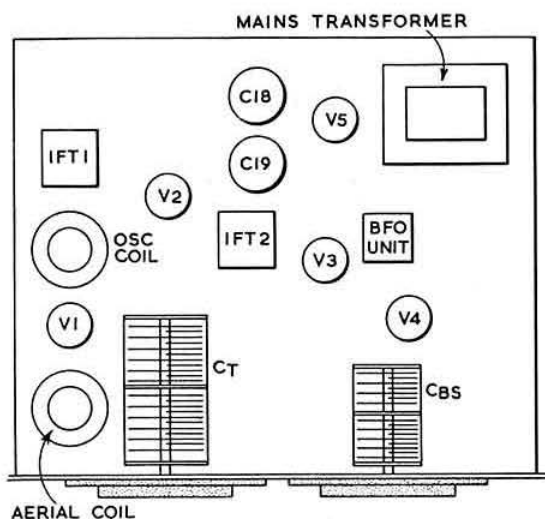 MAINS TRANSFORMER
C18
V5
C19
IFT1
V2
OSC
COIL
IFT2
BFO
UNIT
V3
V1
V4
CT
CBS
AERIAL COIL